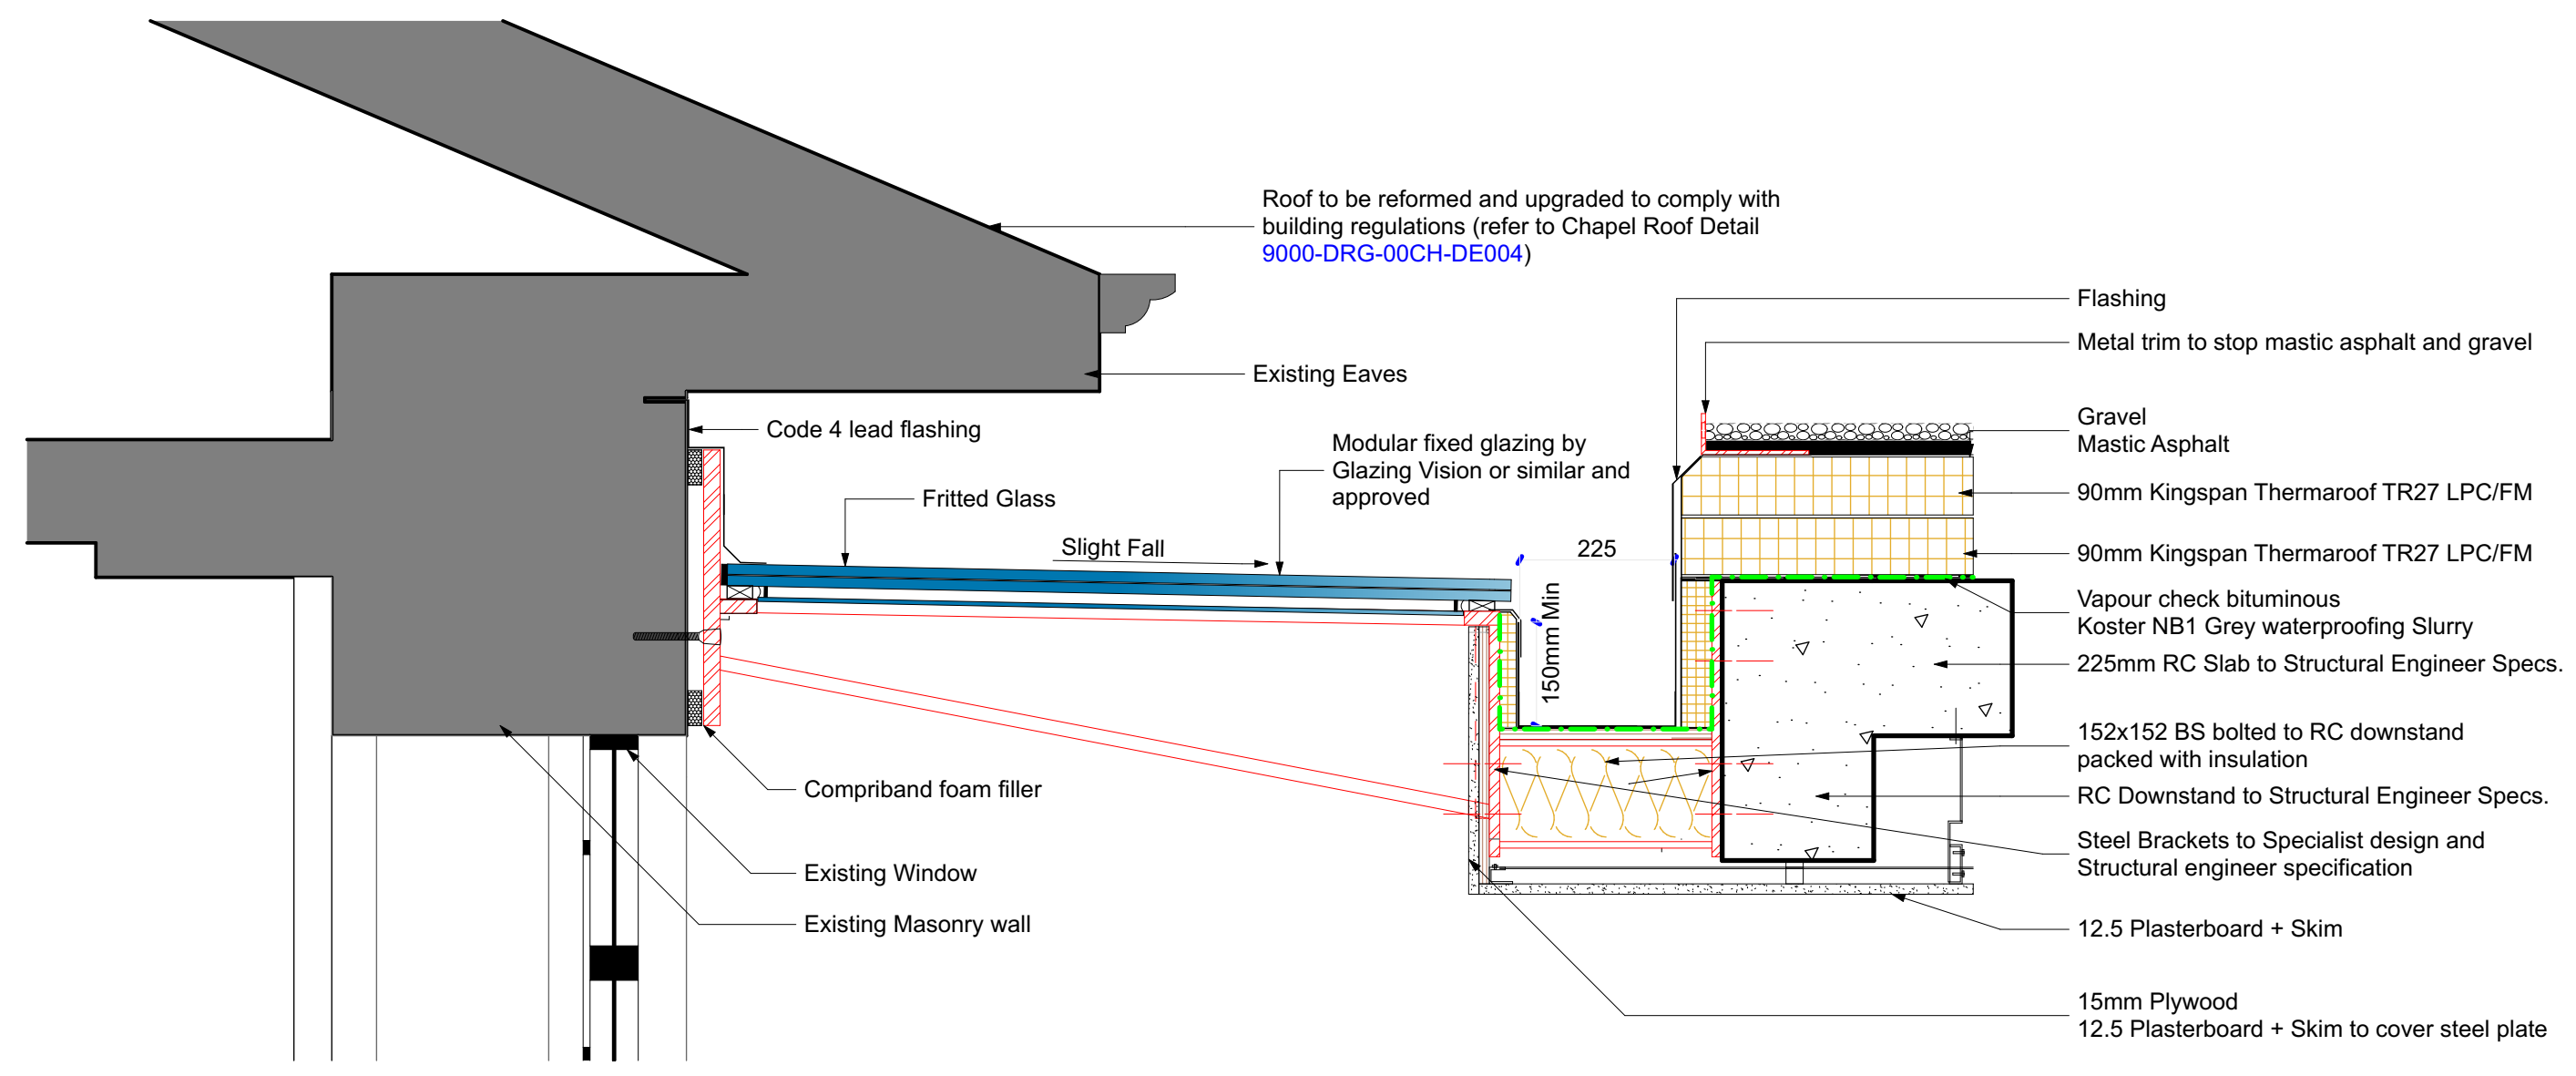 Roof to be reformed and upgraded to comply with
building regulations (refer to Chapel Roof Detail
9000-DRG-00CH-DE004)
Existing Eaves
Code 4 lead flashing
Fritted Glass
Modular fixed glazing by
Glazing Vision or similar and
approved
Slight Fall
225
150mm Min
Compriband foam filler
Existing Window
Existing Masonry wall
Flashing
Metal trim to stop mastic asphalt and gravel
Gravel
Mastic Asphalt
90mm Kingspan Thermaroof TR27 LPC/FM
90mm Kingspan Thermaroof TR27 LPC/FM
Vapour check bituminous
Koster NB1 Grey waterproofing Slurry
225mm RC Slab to Structural Engineer Specs.
152x152 BS bolted to RC downstand
packed with insulation
RC Downstand to Structural Engineer Specs.
Steel Brackets to Specialist design and
Structural engineer specification
12.5 Plasterboard + Skim
15mm Plywood
12.5 Plasterboard + Skim to cover steel plate